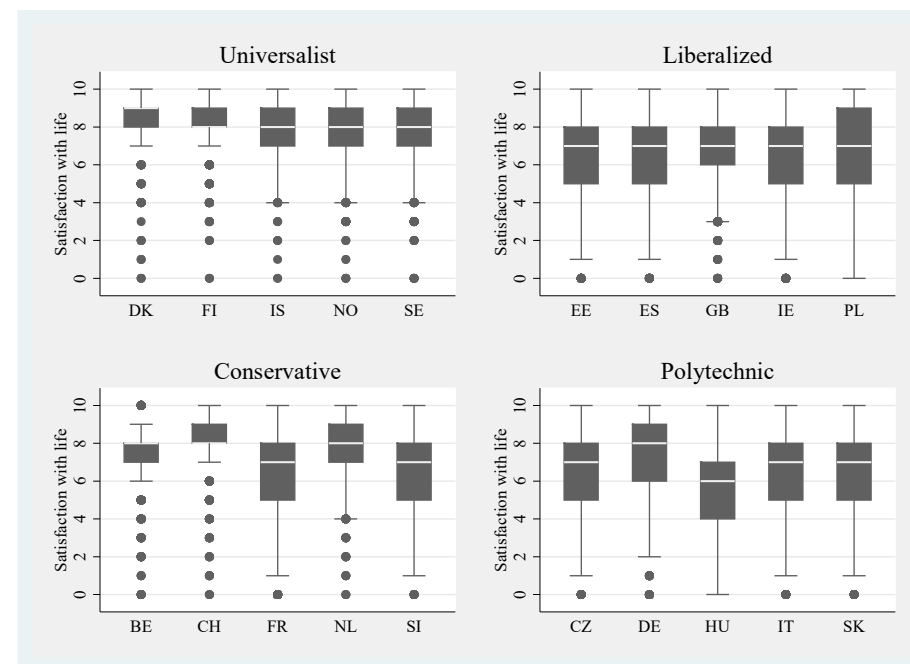 Universalist
Satisfaction with life
10
8
6
4
2
0
DK FI IS NO SE
Liberalized
Satisfaction with life
10
8
6
4
2
0
EE ES GB IE PL
Conservative
Satisfaction with life
10
8
6
4
2
0
BE CH FR NL SI
Polytechnic
Satisfaction with life
10
8
6
4
2
0
CZ DE HU IT SK